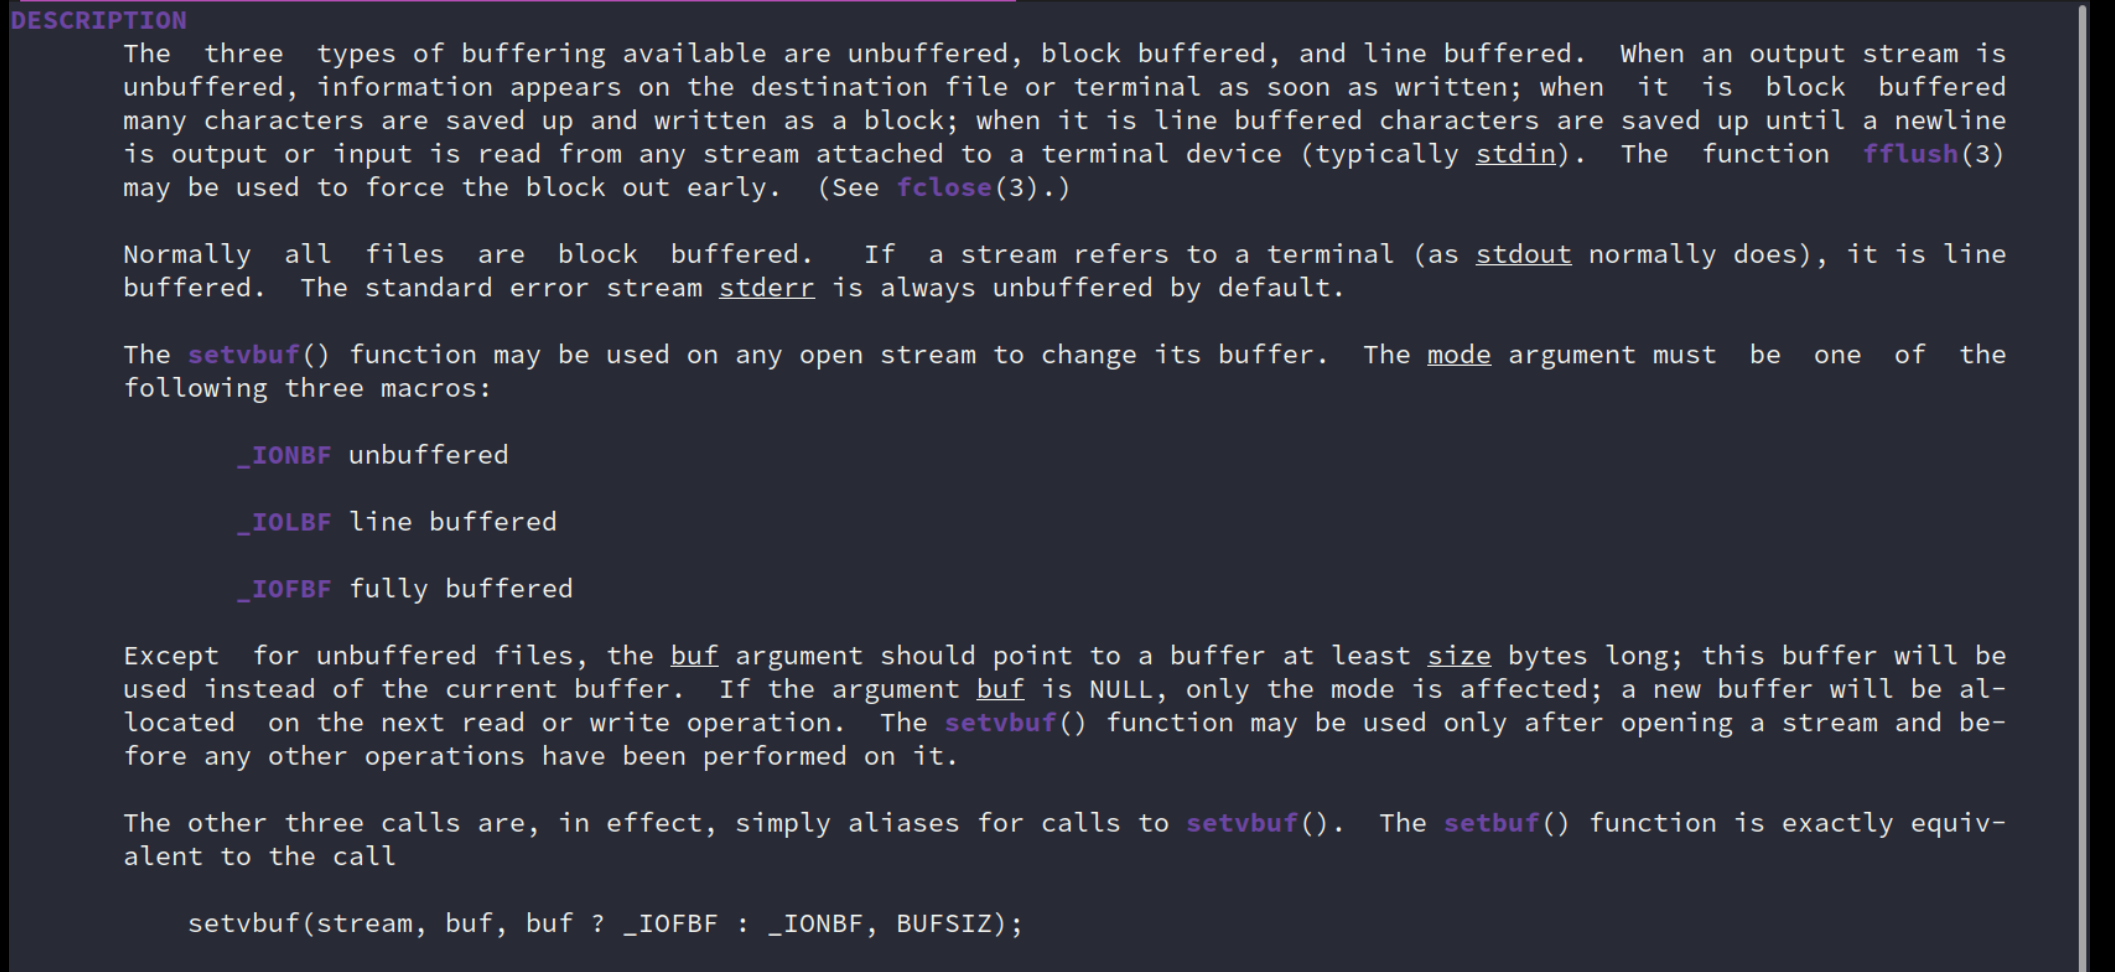 DESCRIPTION
The three types of buffering available are unbuffered, block buffered, and line buffered. When an output stream is
unbuffered, information appears on the destination file or terminal as soon as written; when it is block buffered
many characters are saved up and written as a block; when it is line buffered characters are saved up until a newline
is output or input is read from any stream attached to a terminal device (typically stdin). The function fflush(3)
may be used to force the block out early. (See fclose(3).)
Normally all files are block buffered. If a stream refers to a terminal (as stdout normally does), it is line
buffered. The standard error stream stderr is always unbuffered by default.
The setvbuf() function may be used on any open stream to change its buffer. The mode argument must be one of the
following three macros:
_IONBF unbuffered
_IOLBF line buffered
_IOFBF fully buffered
Except for unbuffered files, the buf argument should point to a buffer at least size bytes long; this buffer will be
used instead of the current buffer. If the argument buf is NULL, only the mode is affected; a new buffer will be al‐
located on the next read or write operation. The setvbuf() function may be used only after opening a stream and be‐
fore any other operations have been performed on it.
The other three calls are, in effect, simply aliases for calls to setvbuf(). The setbuf() function is exactly equiv‐
alent to the call
setvbuf(stream, buf, buf ? _IOFBF : _IONBF, BUFSIZ);